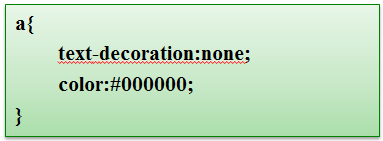 a{
text-decoration:none;
color:#000000;
}